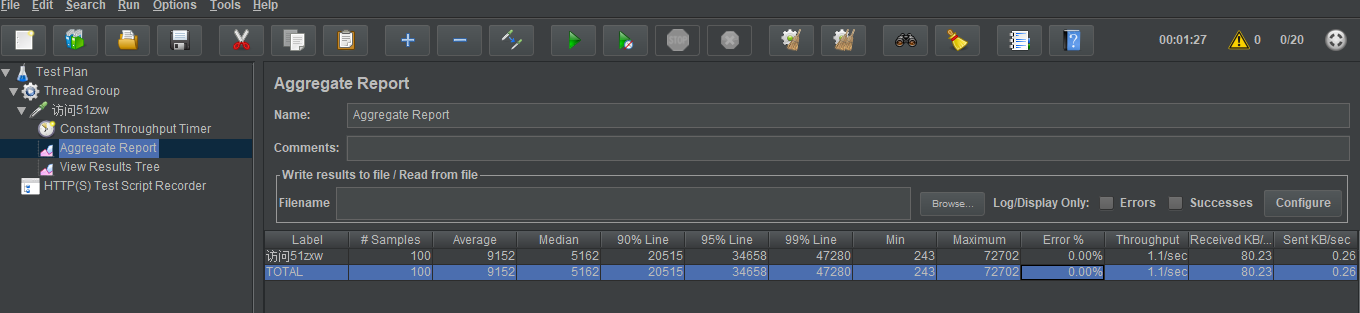 File Edit Search Run Options Tools Help
STOP
00:01:27 0 0/20
Test Plan
Thread Group
访问51zxw
Constant Throughput Timer
Aggregate Report
View Results Tree
HTTP(S) Test Script Recorder
Aggregate Report
Name: Aggregate Report
Comments:
Write results to file / Read from file
Filename Browse... Log/Display Only: Errors Successes Configure
Label # Samples Average Median 90% Line 95% Line 99% Line Min Maximum Error % Throughput Received KB/... Sent KB/sec
访问51zxw 100 9152 5162 20515 34658 47280 243 72702 0.00% 1.1/sec 80.23 0.26
TOTAL 100 9152 5162 20515 34658 47280 243 72702 0.00% 1.1/sec 80.23 0.26